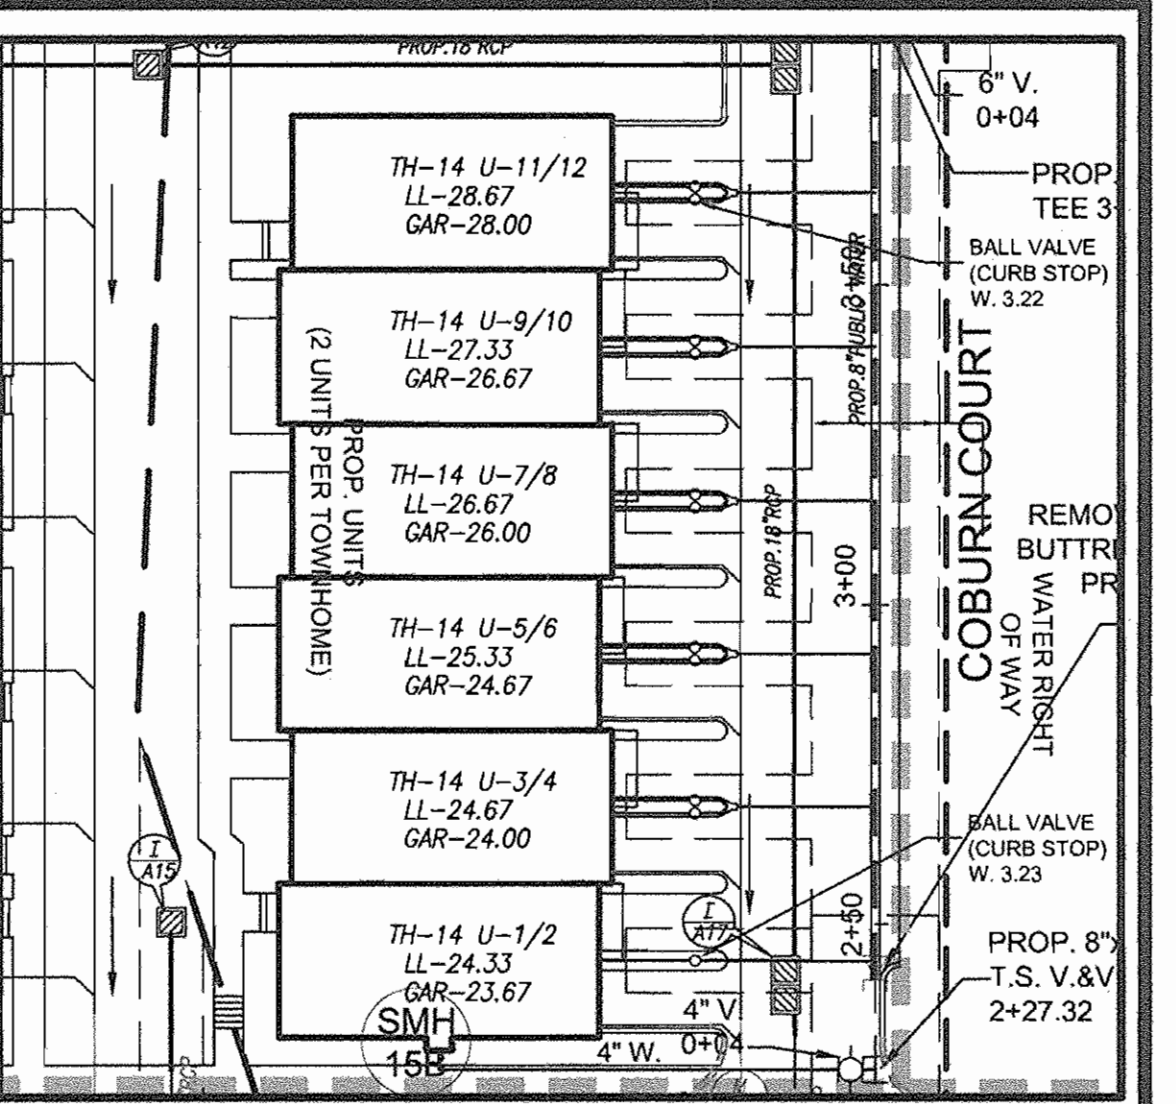 PROP.18"RCP
6" V.
0+04
PROP.
TEE 3
TH-14 U-11/12
LL-28.67
GAR-28.00
BALL VALVE
(CURB STOP)
W. 3.22
TH-14 U-9/10
LL-27.33
GAR-26.67
PROP.8"PUBLIC WATER
3+50
COBURN COURT
PROP. UNITS
(2 UNITS PER TOWNHOME)
TH-14 U-7/8
LL-26.67
GAR-26.00
PROP.18"RCP
3+00
REMO
BUTTR
PR
WATER RIGHT
OF WAY
TH-14 U-5/6
LL-25.33
GAR-24.67
TH-14 U-3/4
LL-24.67
GAR-24.00
BALL VALVE
(CURB STOP)
W. 3.23
I
A15
I
A17
2+50
TH-14 U-1/2
LL-24.33
GAR-23.67
PROP. 8"x
T.S. V.&V
2+27.32
SMH
15B
4" V
0+04
4" W.
RCP